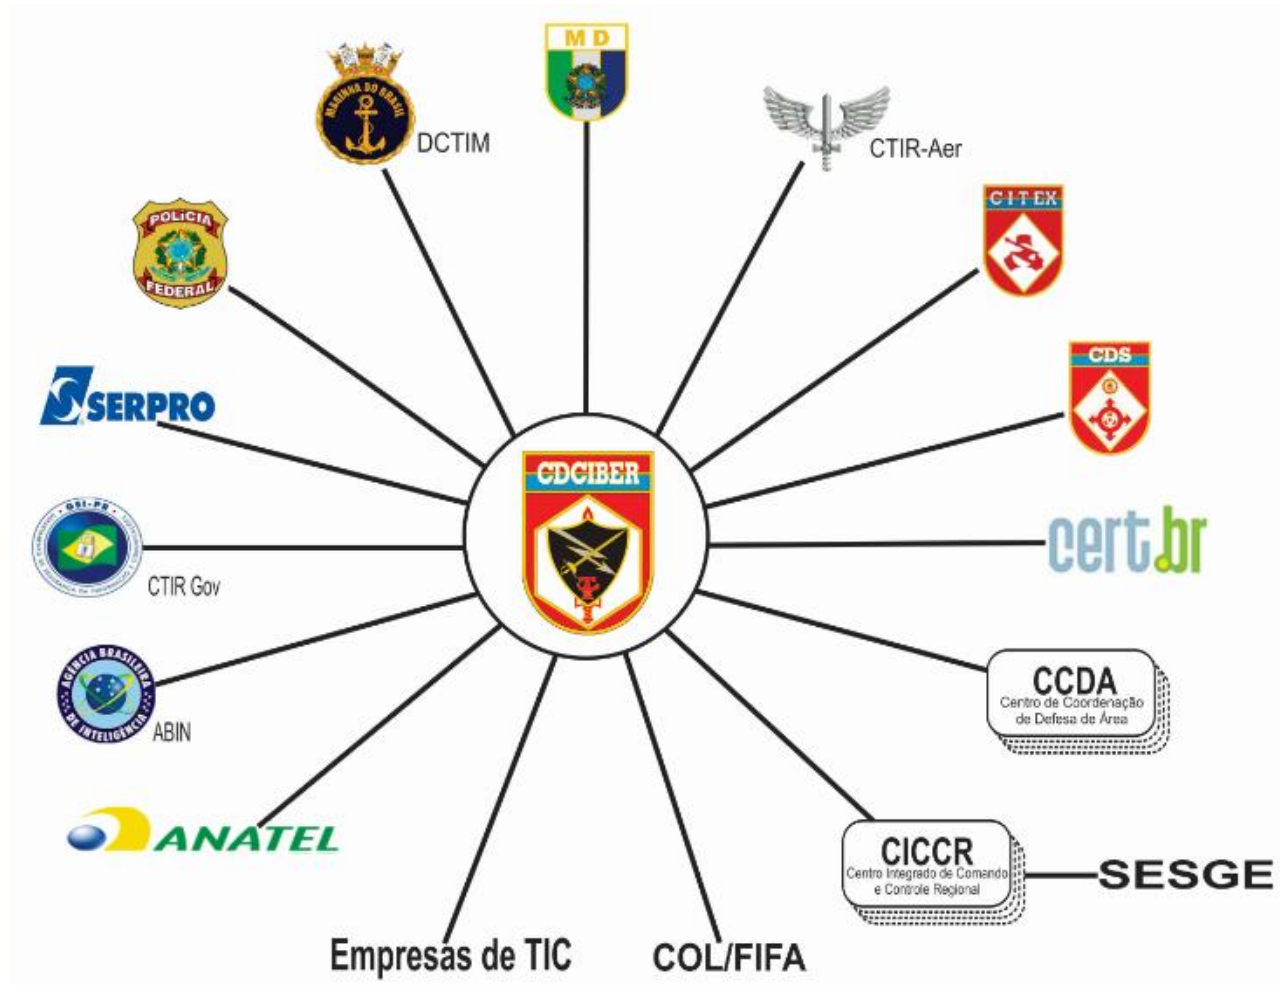 M D
MARINHA DO BRASIL
DCTIM
CTIR-Aer
CITEX
POLÍCIA
FEDERAL
CDS
SERPRO
CDCIBER
cert.br
GSI-PR
CTIR Gov
AGÊNCIA BRASILEIRA
DE INTELIGÊNCIA
ABIN
CCDA
Centro de Coordenação
de Defesa de Área
ANATEL
CICCR
Centro Integrado de Comando
e Controle Regional
SESGE
Empresas de TIC
COL/FIFA